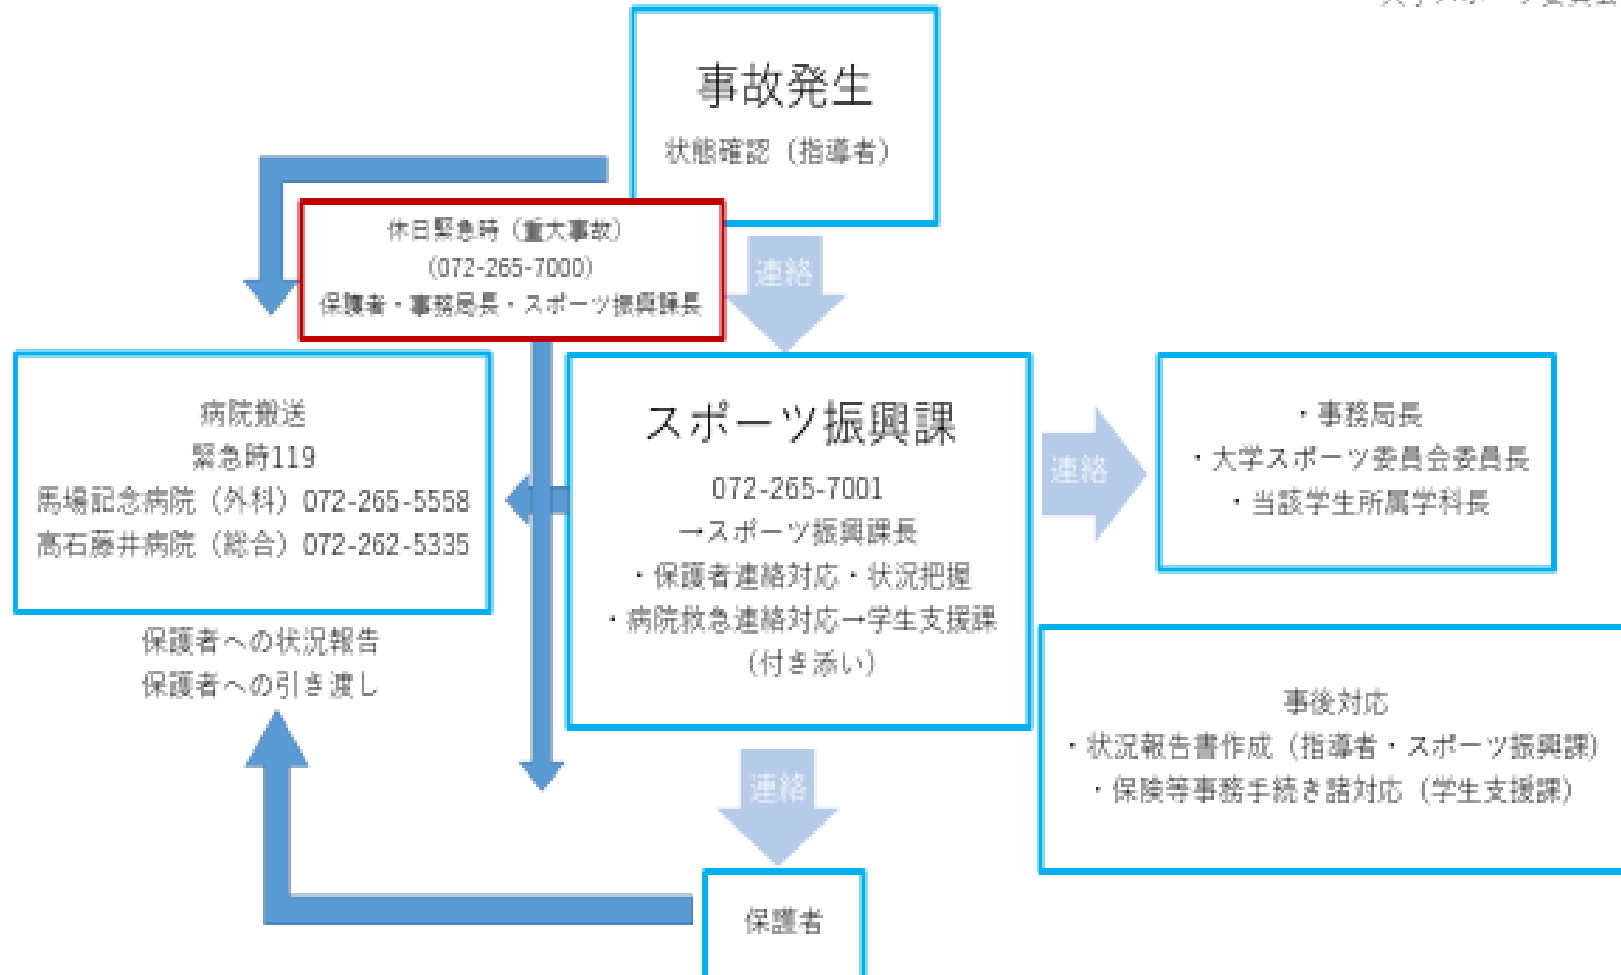 事故発生
状態確認（指導者）
休日緊急時（重大事故）
（072-265-7000）
保護者・事務局長・スポーツ振興課長
連絡
病院搬送
緊急時119
馬場記念病院（外科）072-265-5558
高石藤井病院（総合）072-262-5335
保護者への状況報告
保護者への引き渡し
スポーツ振興課
072-265-7001
→スポーツ振興課長
・保護者連絡対応・状況把握
・病院救急連絡対応→学生支援課
（付き添い）
連絡
・事務局長
・大学スポーツ委員会委員長
・当該学生所属学科長
事後対応
・状況報告書作成（指導者・スポーツ振興課）
・保険等事務手続き諸対応（学生支援課）
連絡
保護者